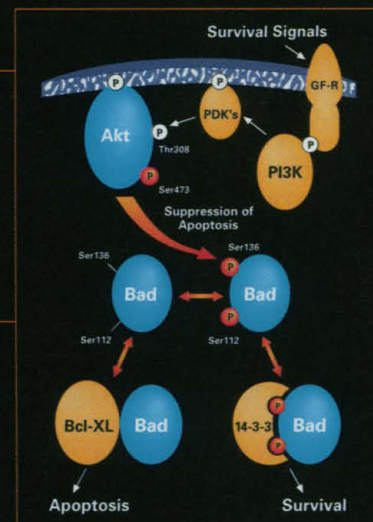 Survival Signals
GF-R
P
P
PDK's
Akt
P
Thr308
P
PI3K
P
Ser473
Suppression of
Apoptosis
Ser136
Ser136
P
Bad
Bad
P
Ser112
Ser112
Bcl-XL
Bad
14-3-3
P
P
Bad
Apoptosis
Survival